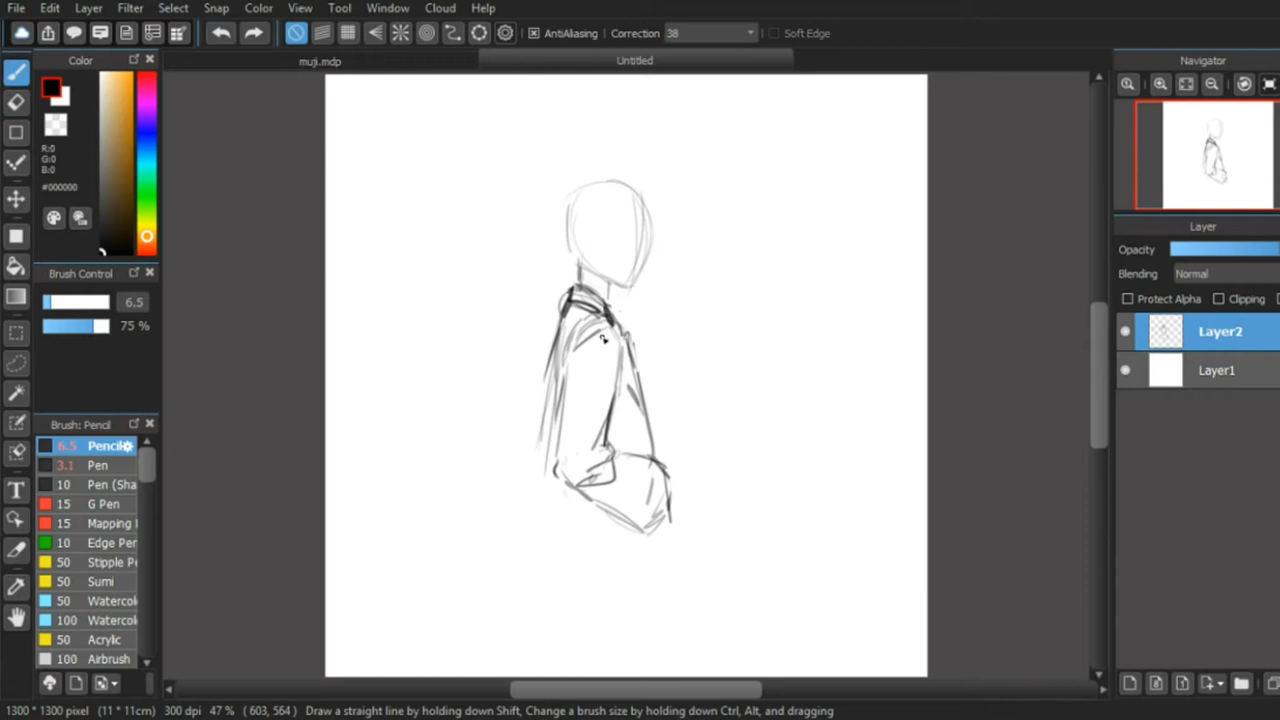 File Edit Layer Filter Select Snap Color View Tool Window Cloud Help
AntiAliasing Correction 38 Soft Edge
Color
muji.mdp
Untitled
Navigator
R:0
G:0
B:0
#000000
Layer
Opacity
Brush Control
Blending Normal
6.5
Protect Alpha Clipping
75 %
Layer2
Layer1
Brush: Pencil
6.5 Pencil
3.1 Pen
10 Pen (Sha
15 G Pen
15 Mapping
10 Edge Pen
50 Stipple Pe
50 Sumi
50 Watercol
100 Watercol
50 Acrylic
100 Airbrush
1300 * 1300 pixel (11 * 11cm) 300 dpi 47 % ( 603, 564 ) Draw a straight line by holding down Shift, Change a brush size by holding down Ctrl, Alt, and dragging